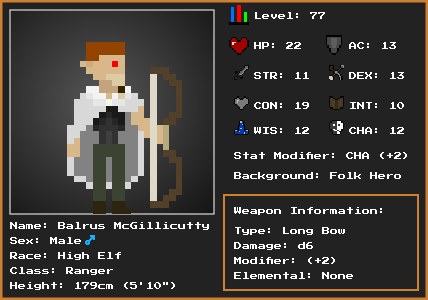 Level: 77
HP: 22 AC: 13
STR: 11 DEX: 13
CON: 19 INT: 10
WIS: 12 CHA: 12
Stat Modifier: CHA (+2)
Background: Folk Hero
Name: Balrus McGillicutty
Sex: Male♂
Race: High Elf
Class: Ranger
Height: 179cm (5'10")
Weapon Information:
Type: Long Bow
Damage: d6
Modifier: (+2)
Elemental: None